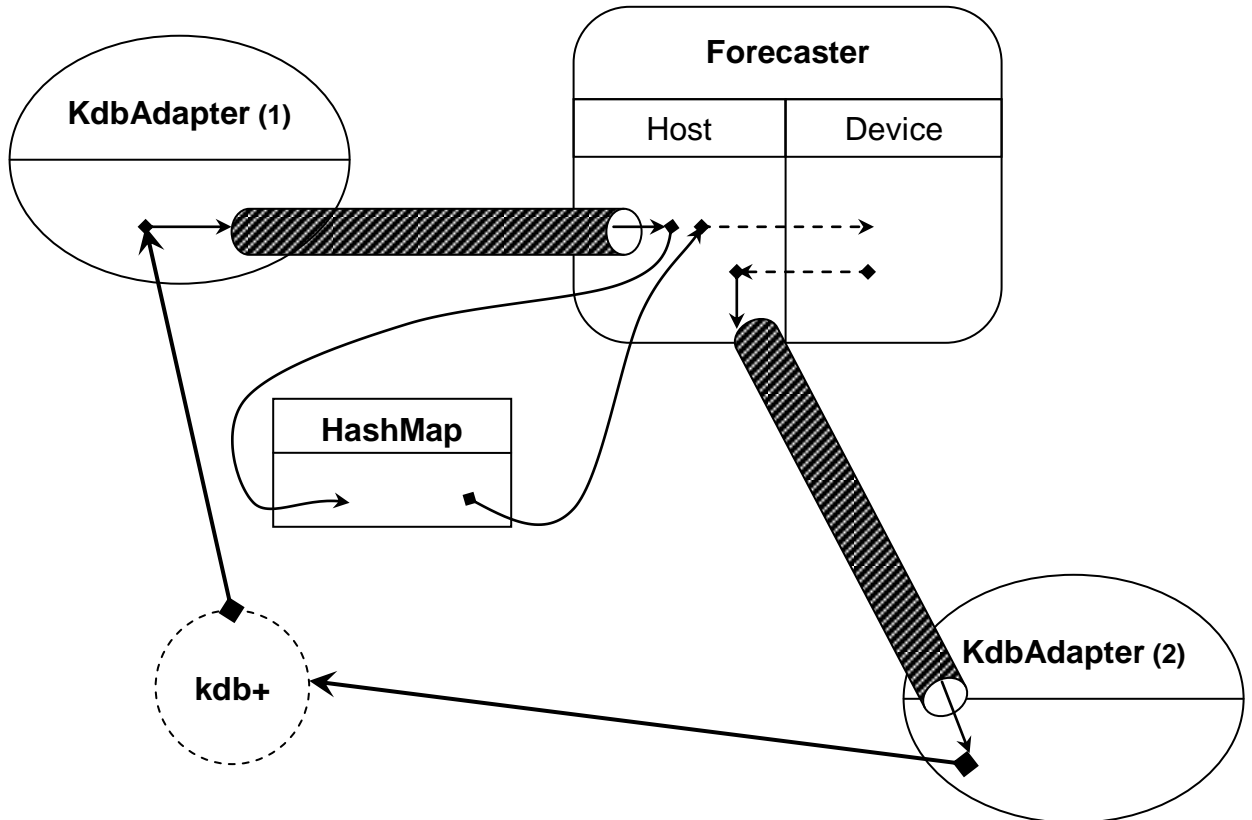 Forecaster
KdbAdapter (1)
Host
Device
HashMap
KdbAdapter (2)
kdb+